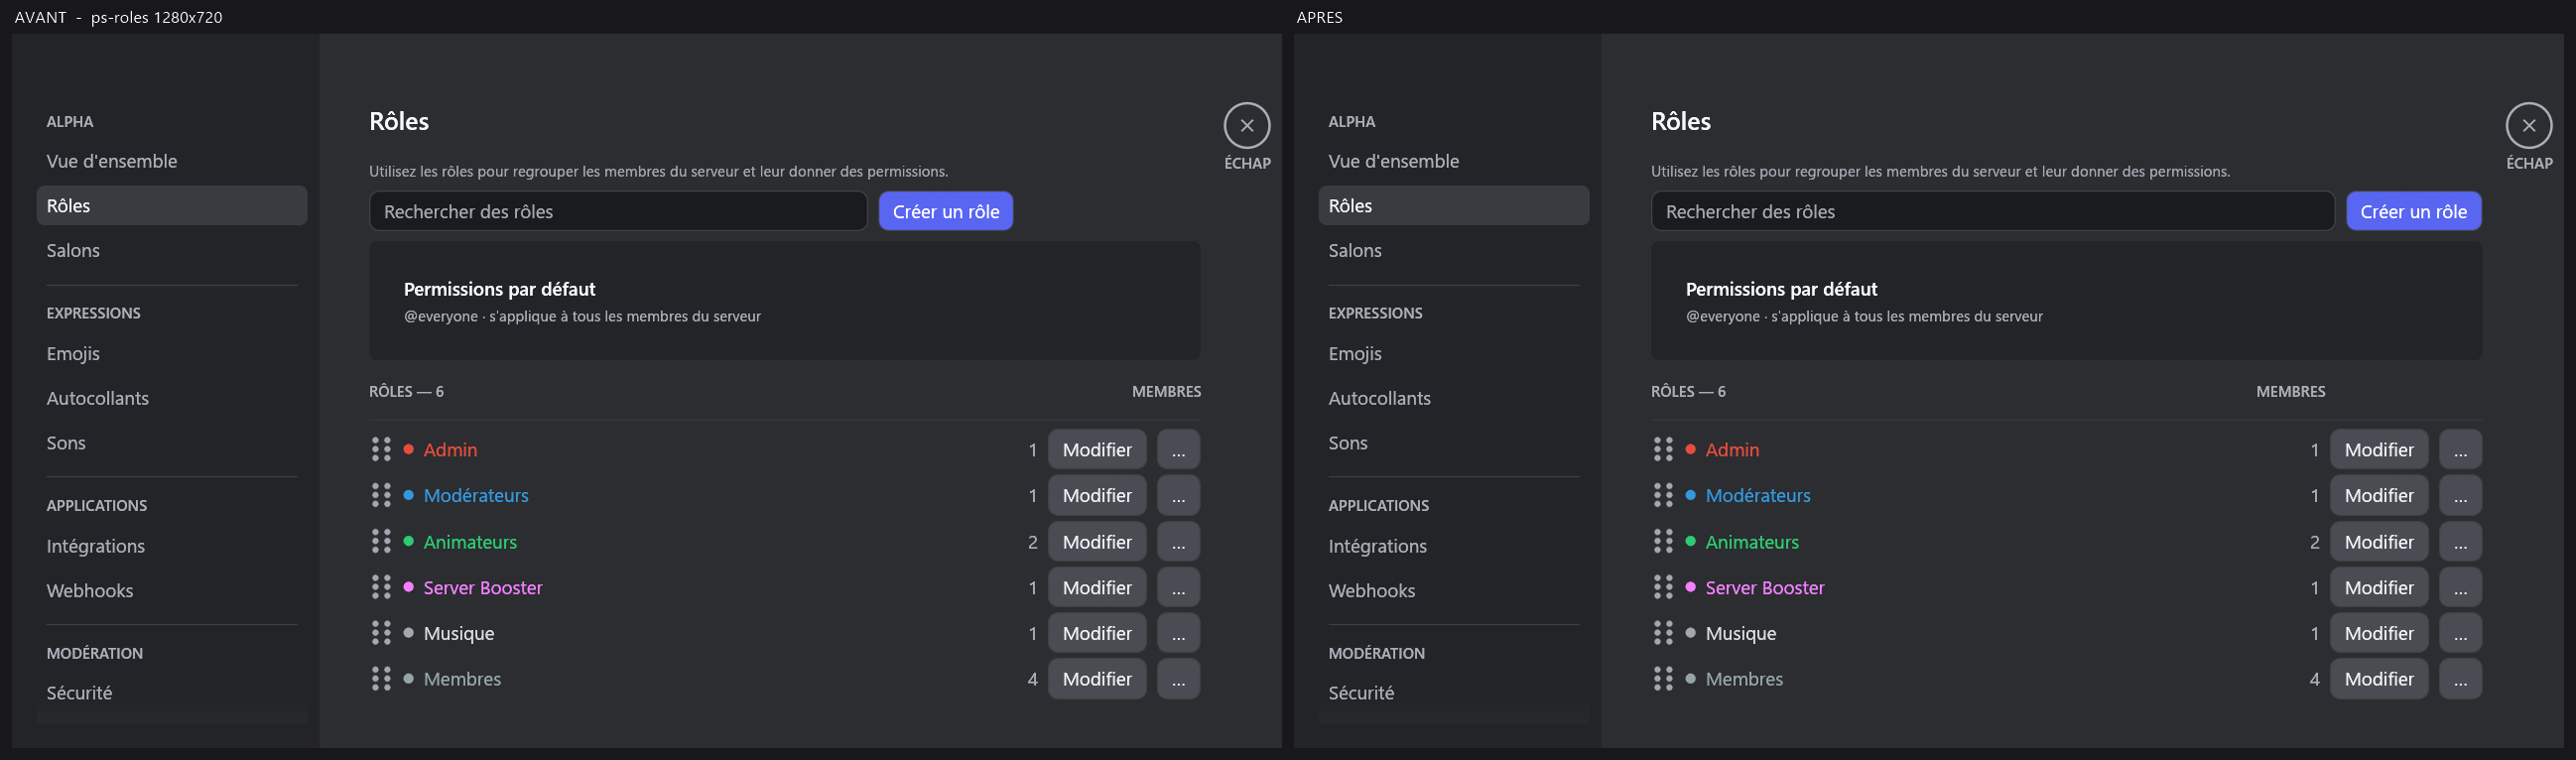 AVANT - ps-roles 1280x720
ALPHA
Vue d'ensemble
Rôles
Salons
EXPRESSIONS
Emojis
Autocollants
Sons
APPLICATIONS
Intégrations
Webhooks
MODÉRATION
Sécurité
Rôles
×
ÉCHAP
Utilisez les rôles pour regrouper les membres du serveur et leur donner des permissions.
Rechercher des rôles Créer un rôle
Permissions par défaut
@everyone · s'applique à tous les membres du serveur
RÔLES — 6 MEMBRES
Admin 1 Modifier ...
Modérateurs 1 Modifier ...
Animateurs 2 Modifier ...
Server Booster 1 Modifier ...
Musique 1 Modifier ...
Membres 4 Modifier ...
APRES
ALPHA
Vue d'ensemble
Rôles
Salons
EXPRESSIONS
Emojis
Autocollants
Sons
APPLICATIONS
Intégrations
Webhooks
MODÉRATION
Sécurité
Rôles
×
ÉCHAP
Utilisez les rôles pour regrouper les membres du serveur et leur donner des permissions.
Rechercher des rôles Créer un rôle
Permissions par défaut
@everyone · s'applique à tous les membres du serveur
RÔLES — 6 MEMBRES
Admin 1 Modifier ...
Modérateurs 1 Modifier ...
Animateurs 2 Modifier ...
Server Booster 1 Modifier ...
Musique 1 Modifier ...
Membres 4 Modifier ...